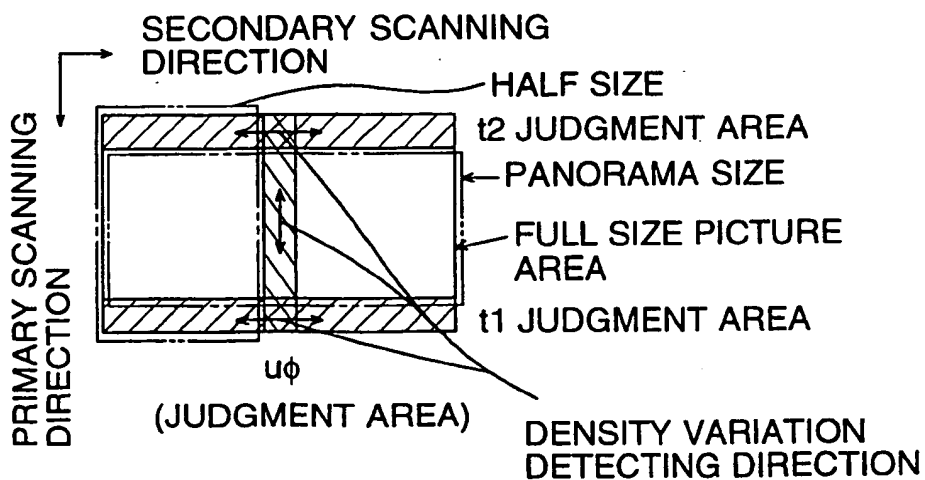 SECONDARY SCANNING
DIRECTION
HALF SIZE
t2 JUDGMENT AREA
PANORAMA SIZE
FULL SIZE PICTURE
AREA
t1 JUDGMENT AREA
uϕ
(JUDGMENT AREA)
DENSITY VARIATION
DETECTING DIRECTION
PRIMARY SCANNING
DIRECTION